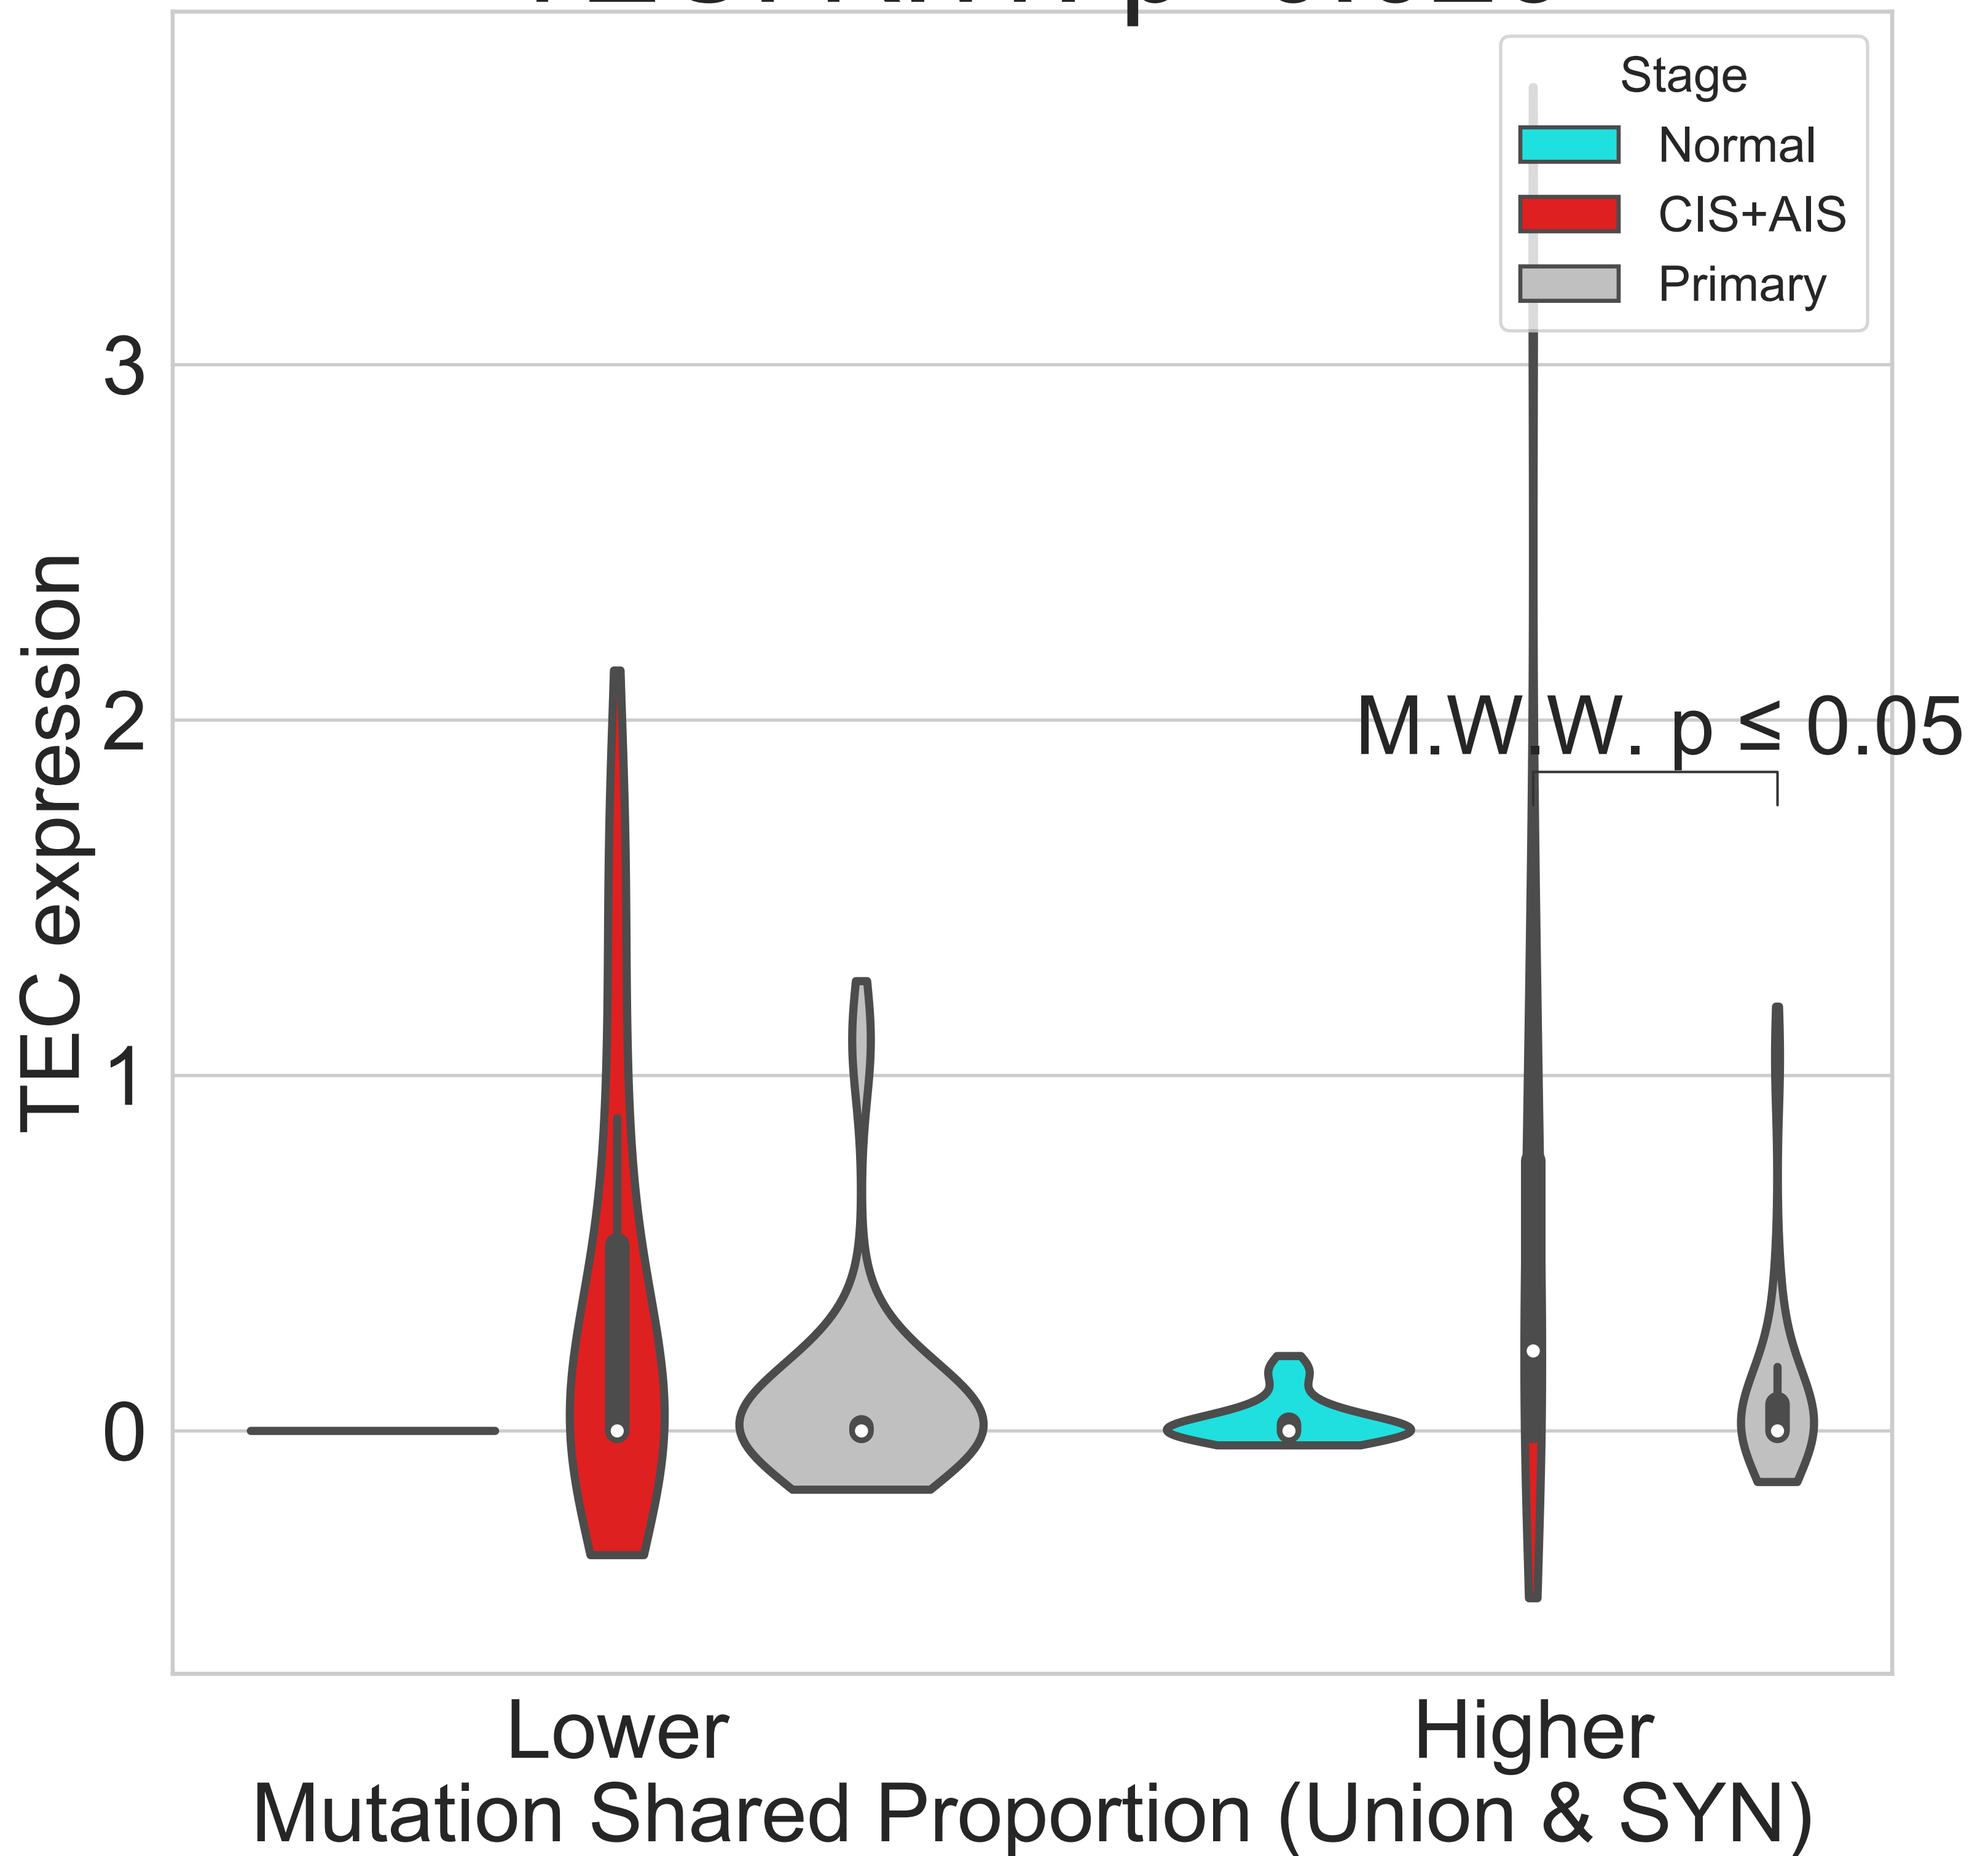 Stage
Normal
CIS+AIS
Primary
3
2
1
0
M.W.W. p ≤ 0.05
TEC expression
Lower
Higher
Mutation Shared Proportion (Union & SYN)